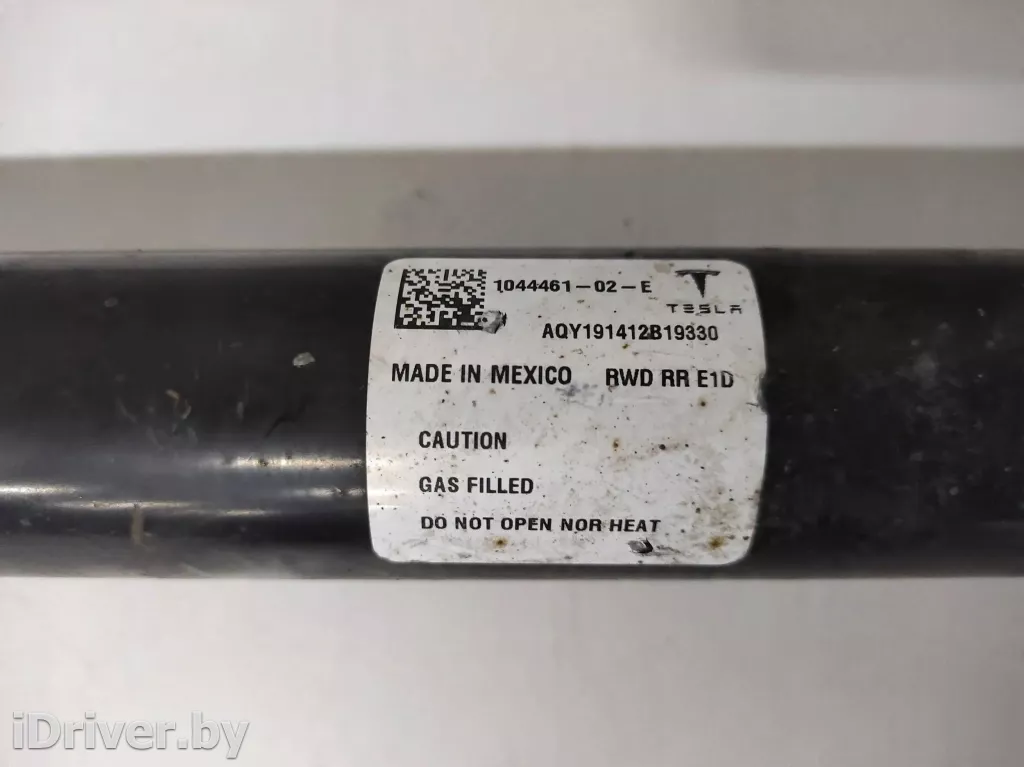 1044461-02-E
TESLA
AQY191412B19330
MADE IN MEXICO RWD RR E1D
CAUTION
GAS FILLED
DO NOT OPEN NOR HEAT
iDriver.by